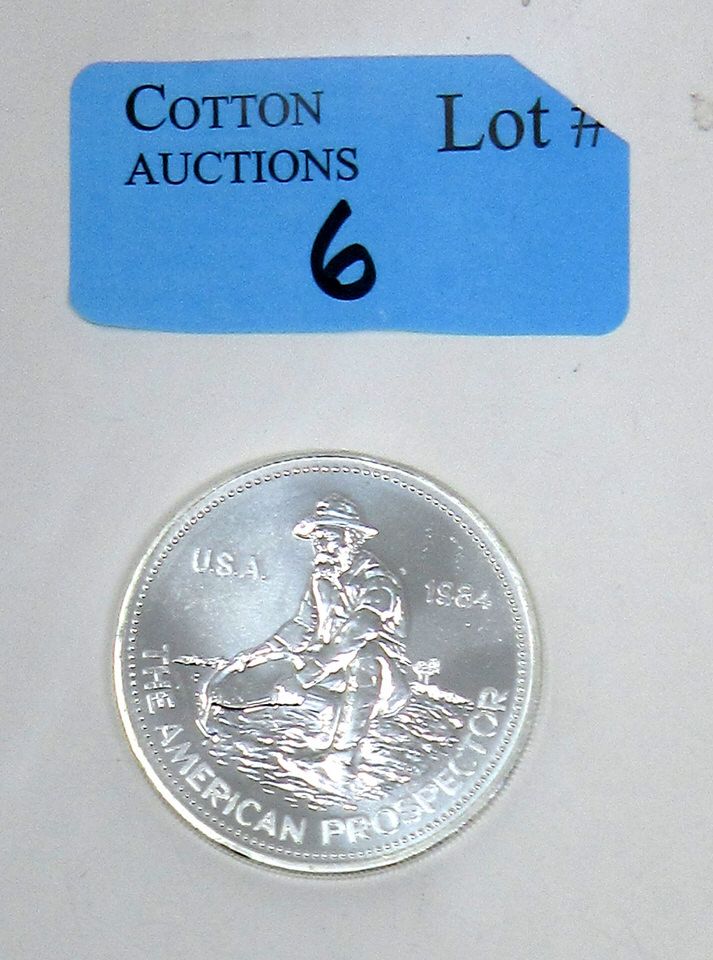 COTTON
AUCTIONS
Lot #
6
U.S.A.
1984
THE AMERICAN PROSPECTOR